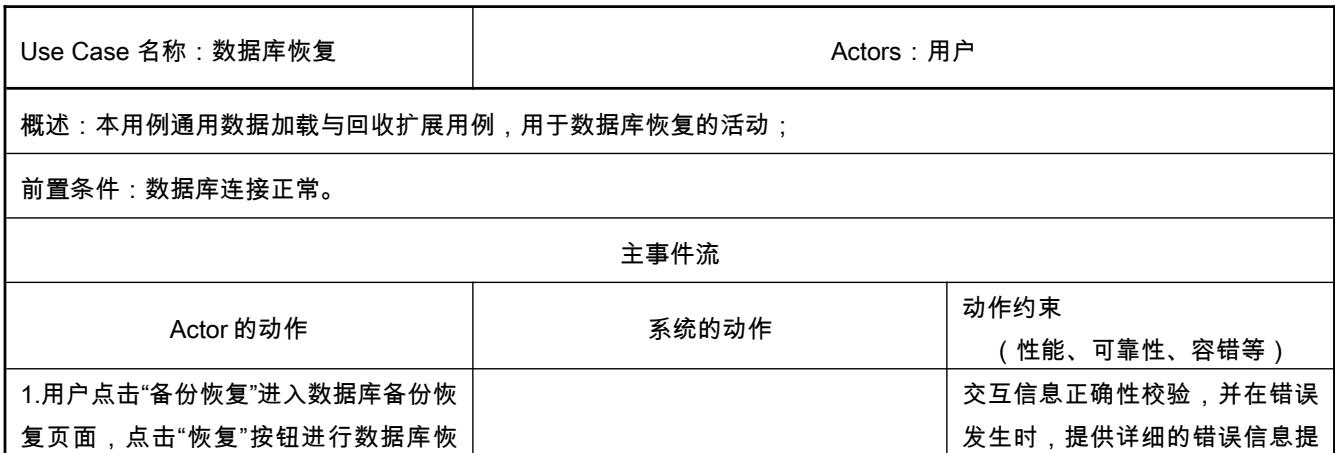 Use Case 名称：数据库恢复
Actors：用户
概述：本用例通用数据加载与回收扩展用例，用于数据库恢复的活动；
前置条件：数据库连接正常。
主事件流
Actor 的动作
系统的动作
动作约束
（性能、可靠性、容错等）
1.用户点击“备份恢复”进入数据库备份恢
复页面，点击“恢复”按钮进行数据库恢
交互信息正确性校验，并在错误
发生时，提供详细的错误信息提